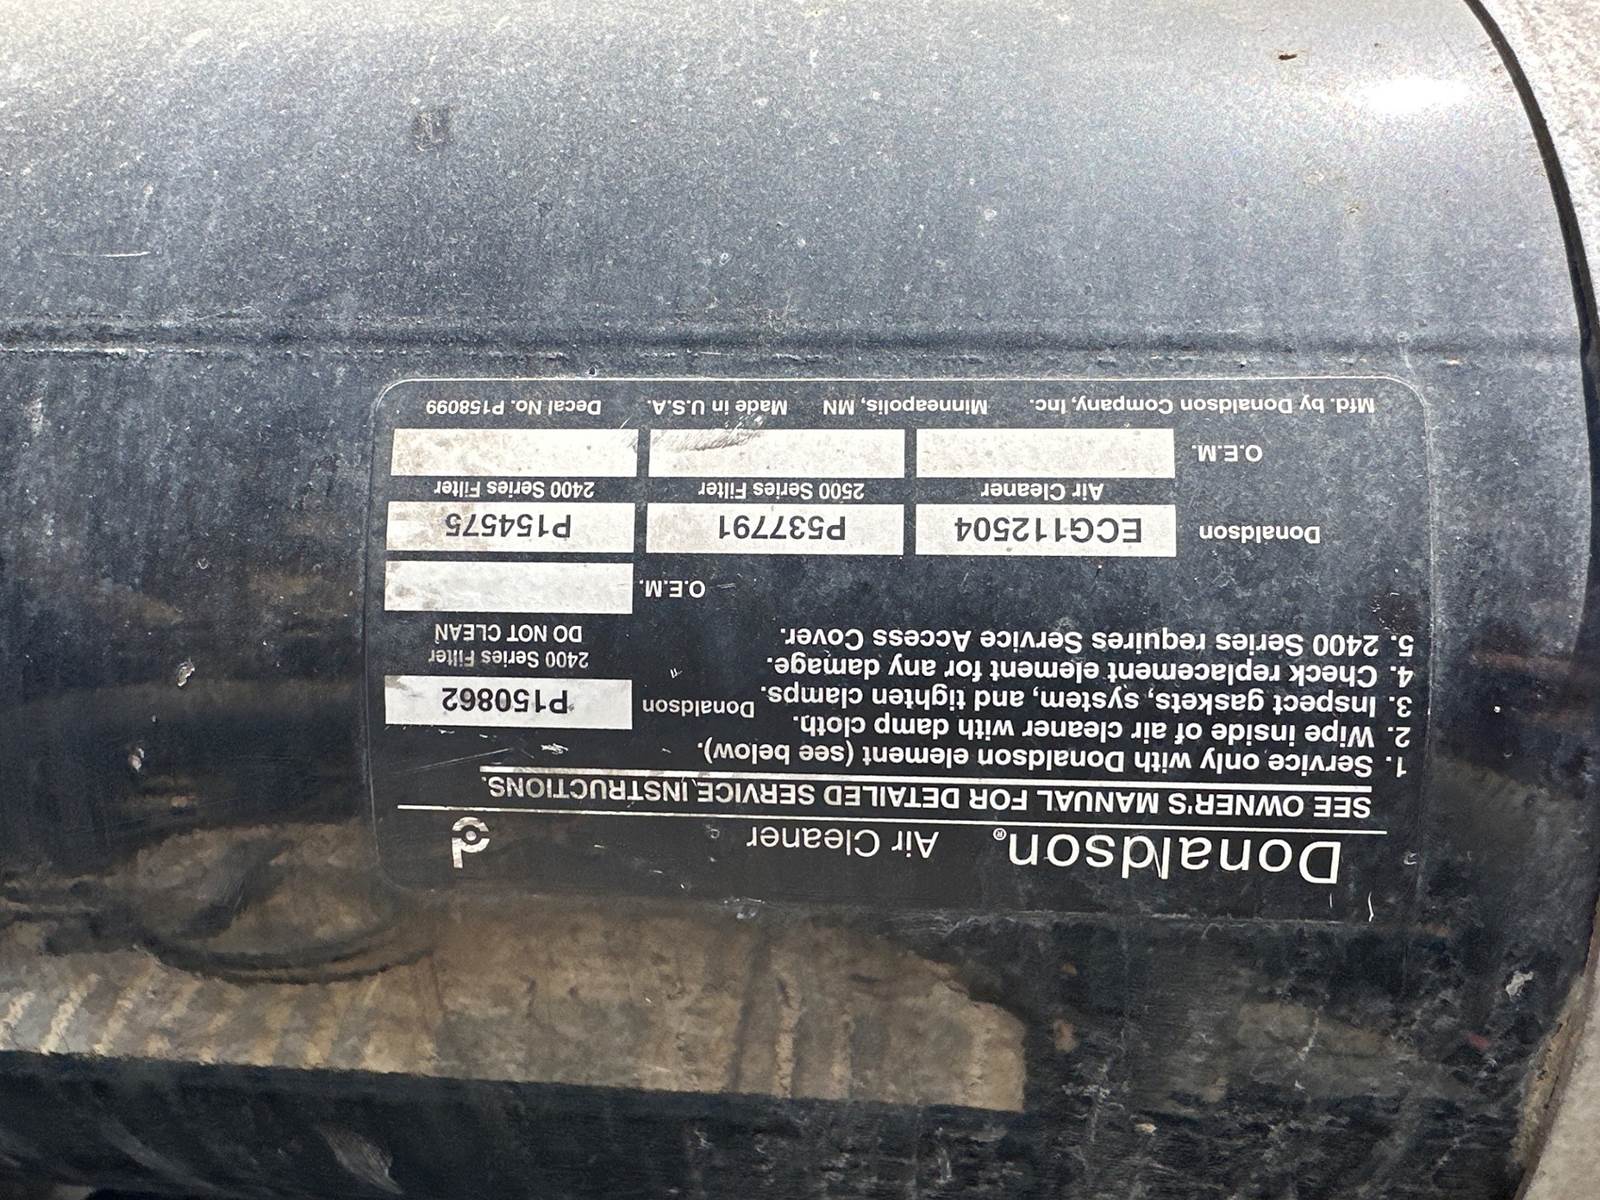 Donaldson® Air Cleaner
SEE OWNER'S MANUAL FOR DETAILED SERVICE INSTRUCTIONS.
1. Service only with Donaldson element (see below).
2. Wipe inside of air cleaner with damp cloth.
3. Inspect gaskets, system, and tighten clamps.
4. Check replacement element for any damage.
5. 2400 Series requires Service Access Cover.
Donaldson P150862
2400 Series Filter
DO NOT CLEAN
O.E.M.
Donaldson ECG112504 P537791 P154575
Air Cleaner 2500 Series Filter 2400 Series Filter
O.E.M.
Mfd. by Donaldson Company, Inc. Minneapolis, MN Made in U.S.A. Decal No. P158099